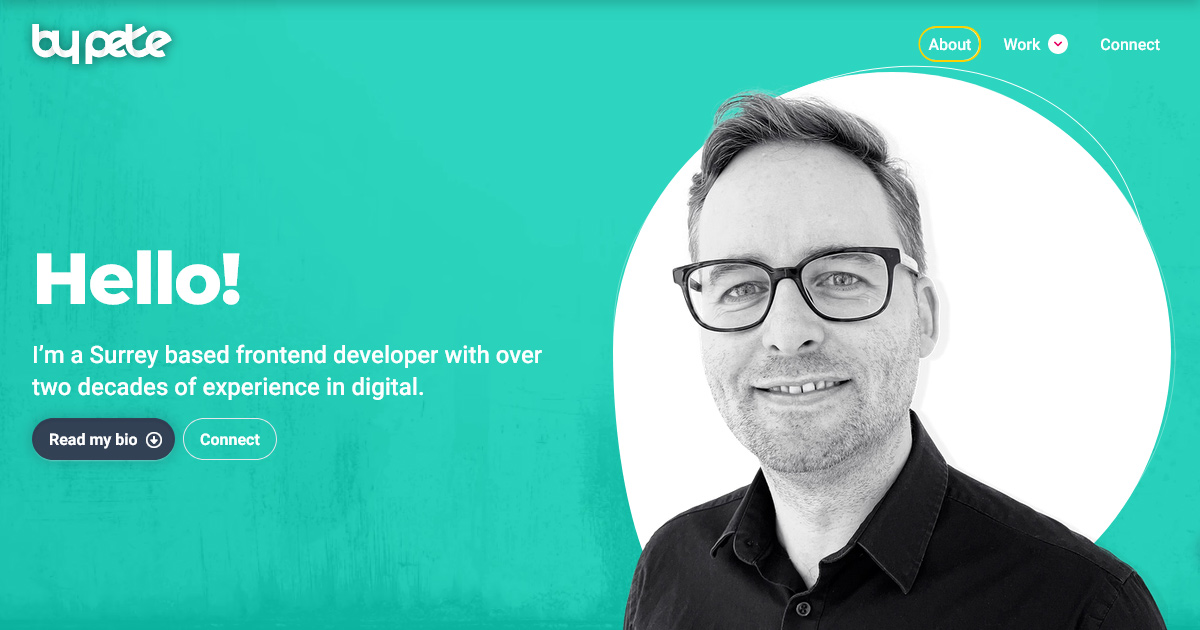 by pete
About
Work
Connect
Hello!
I’m a Surrey based frontend developer with over
two decades of experience in digital.
Read my bio
Connect